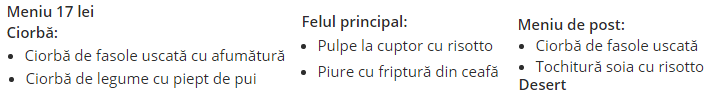 Meniu 17 lei
Ciorbă:
• Ciorbă de fasole uscată cu afumătură
• Ciorbă de legume cu piept de pui
Felul principal:
• Pulpe la cuptor cu risotto
• Piure cu friptură din ceafă
Meniu de post:
• Ciorbă de fasole uscată
• Tochitură soia cu risotto
Desert